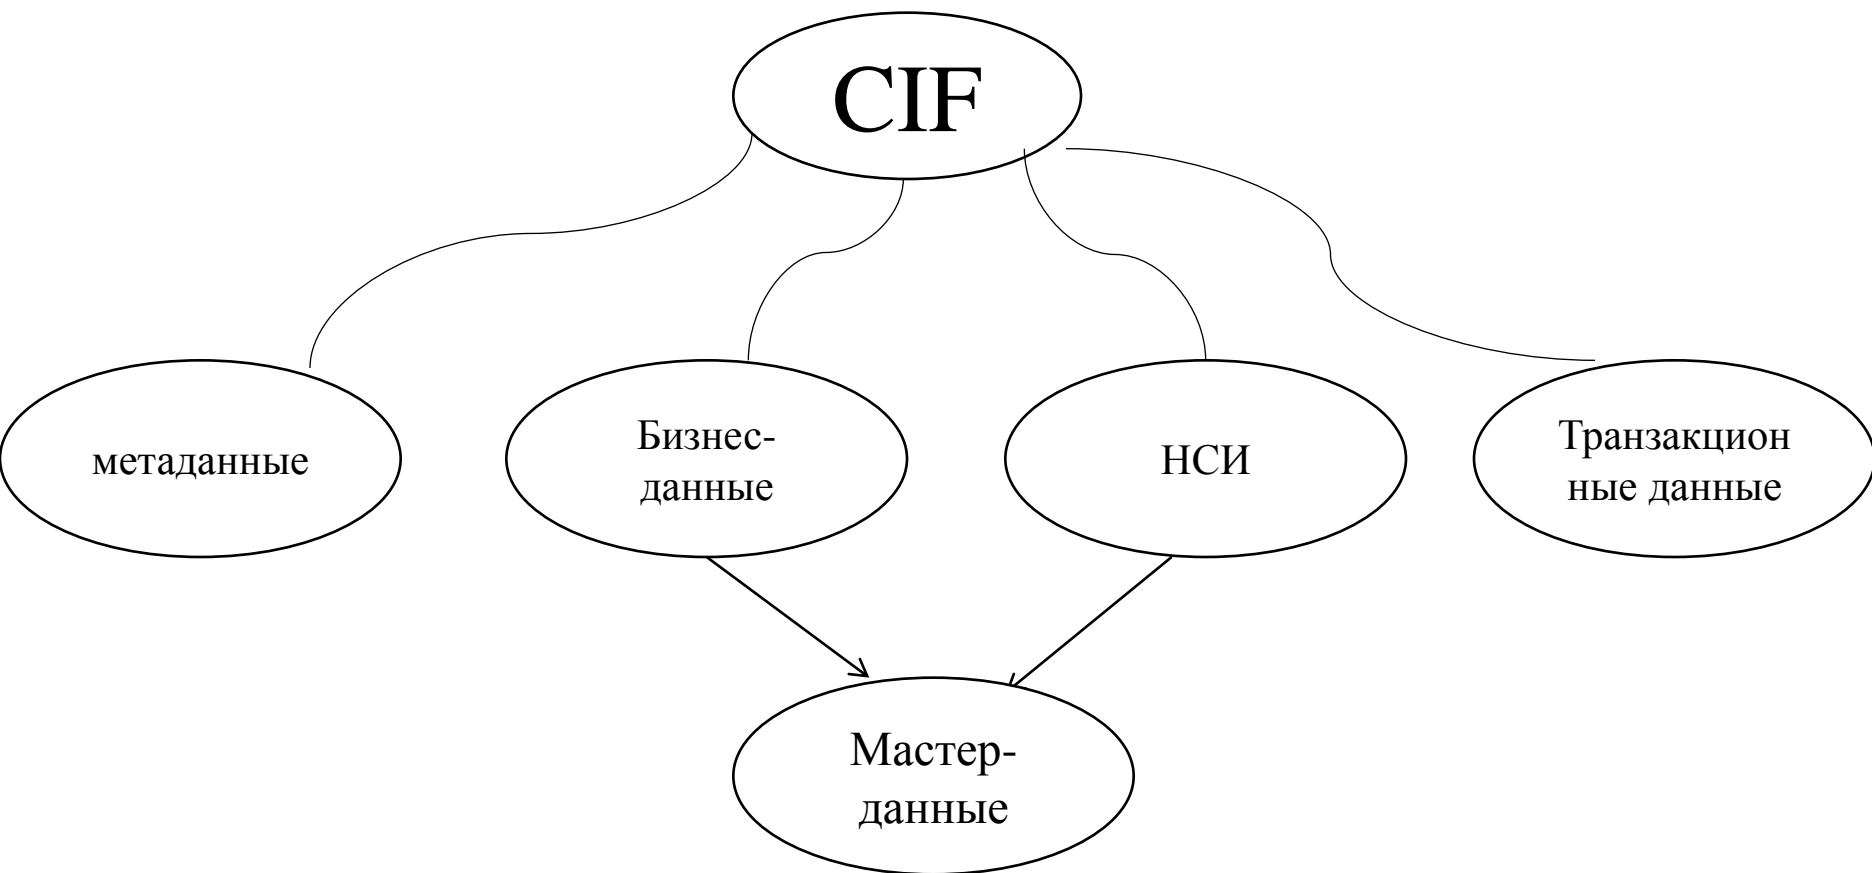 CIF
метаданные
Бизнес-
данные
НСИ
Транзакцион
ные данные
Мастер-
данные